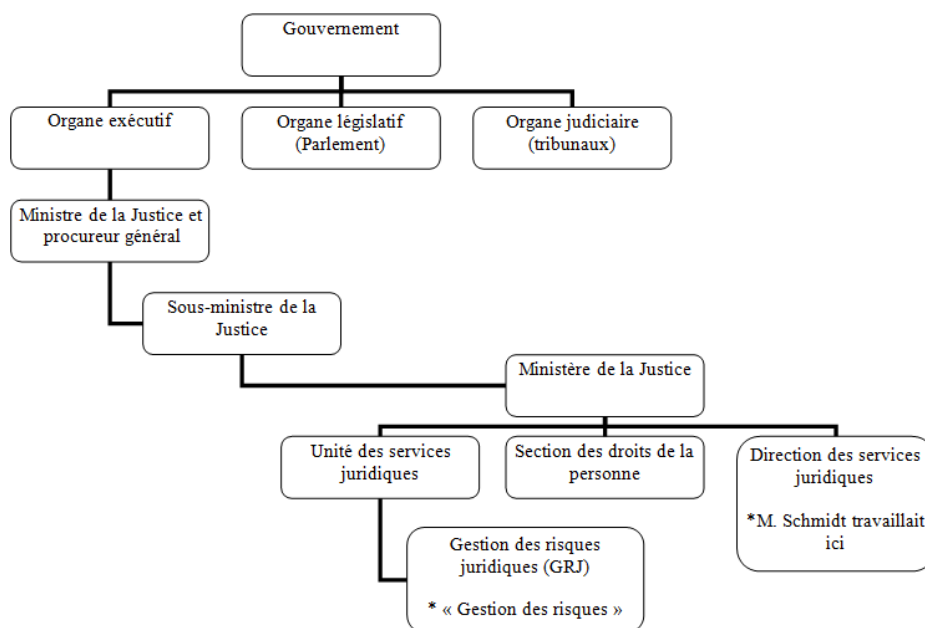 Gouvernement
Organe exécutif
Organe législatif
(Parlement)
Organe judiciaire
(tribunaux)
Ministre de la Justice et
procureur général
Sous-ministre de la
Justice
Ministère de la Justice
Unité des services
juridiques
Section des droits de la
personne
Direction des services
juridiques
*M. Schmidt travaillait
ici
Gestion des risques
juridiques (GRJ)
* « Gestion des risques »